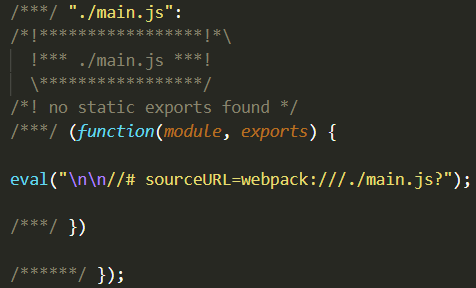 /***/ "./main.js":
/*!*****************!*\
  !*** ./main.js ***!
  \*****************/
/*! no static exports found */
/***/ (function(module, exports) {
eval("\n\n//# sourceURL=webpack:///./main.js?");
/***/ })
/******/ });